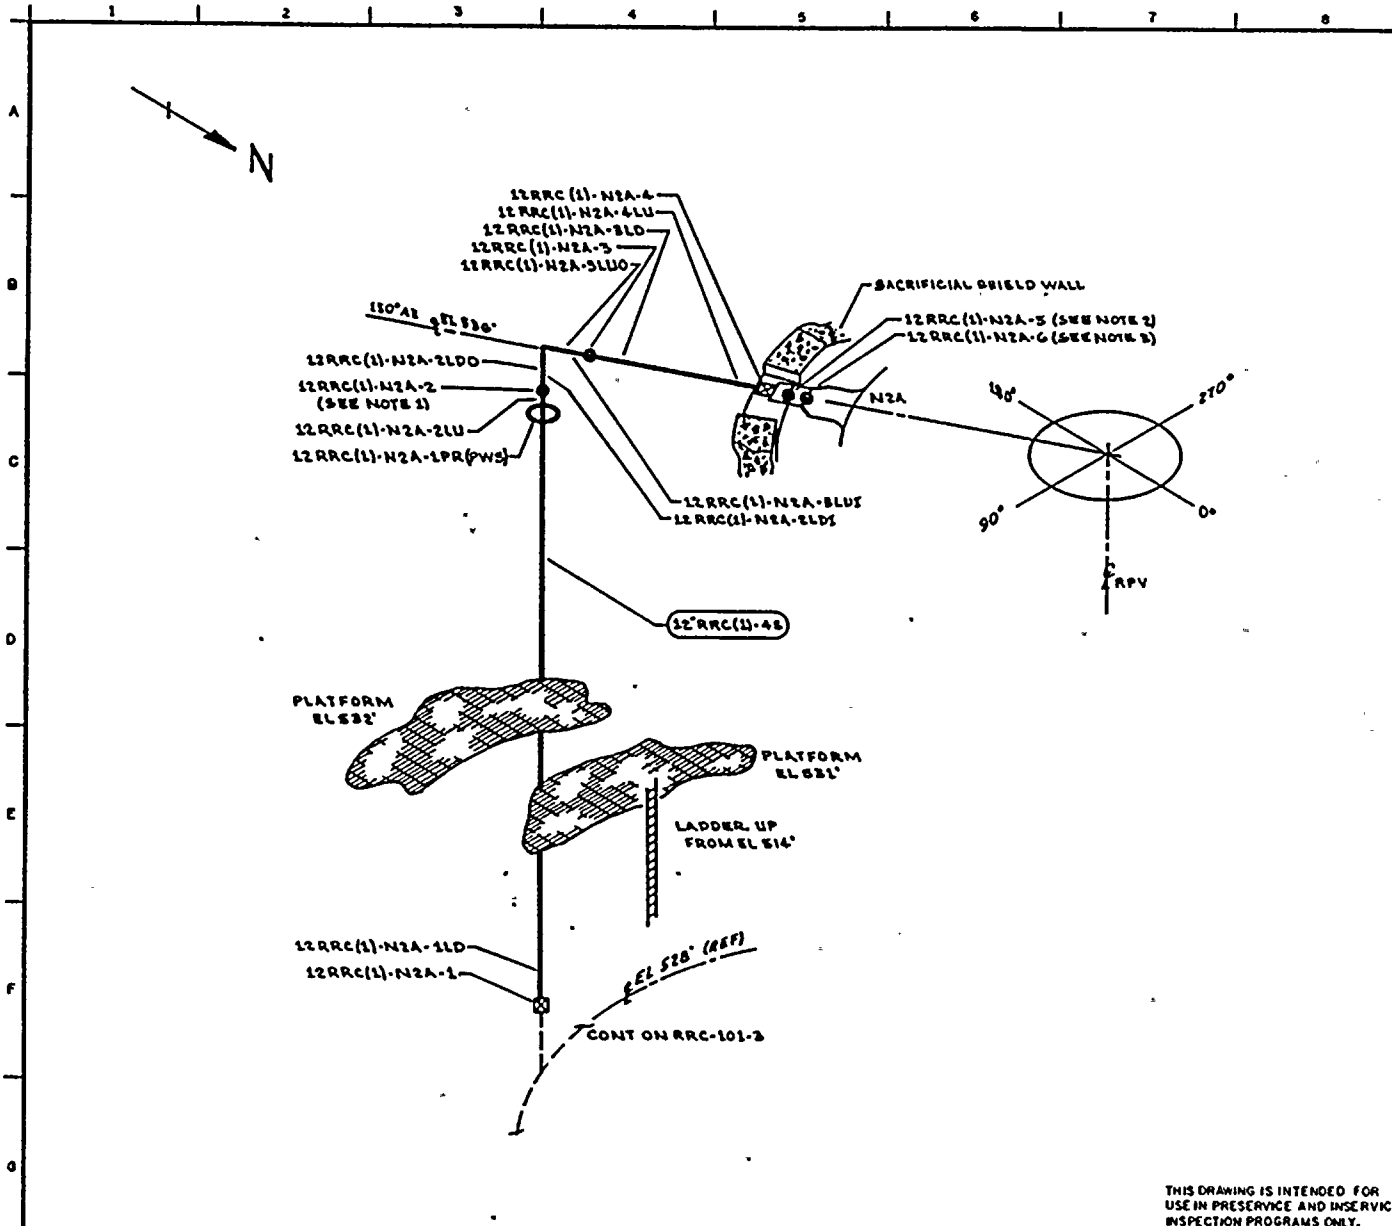 1 2 3 4 5 6 7 8
A
N
12RRC(1)-N2A-4
12RRC(1)-N2A-4LU
12RRC(1)-N2A-3LD
12RRC(1)-N2A-3
12RRC(1)-N2A-3LUO
B
SACRIFICIAL SHIELD WALL
12RRC(1)-N2A-5 (SEE NOTE 2)
12RRC(1)-N2A-6 (SEE NOTE 3)
150° AZ
℄ EL 536'
12RRC(1)-N2A-2LDO
12RRC(1)-N2A-2
(SEE NOTE 1)
12RRC(1)-N2A-2LU
12RRC(1)-N2A-1PR(PWS)
N2A
180°
270°
90°
0°
C
12RRC(1)-N2A-3LUI
12RRC(1)-N2A-2LDI
℄ RPV
D
12"RRC(1)-4S
PLATFORM
EL 532'
PLATFORM
EL 532'
E
LADDER UP
FROM EL 514'
12RRC(1)-N2A-1LD
12RRC(1)-N2A-1
℄ EL 528' (REF)
F
CONT ON RRC-101-3
G
THIS DRAWING IS INTENDED FOR
USE IN PRESERVICE AND INSERVIC
INSPECTION PROGRAMS ONLY.